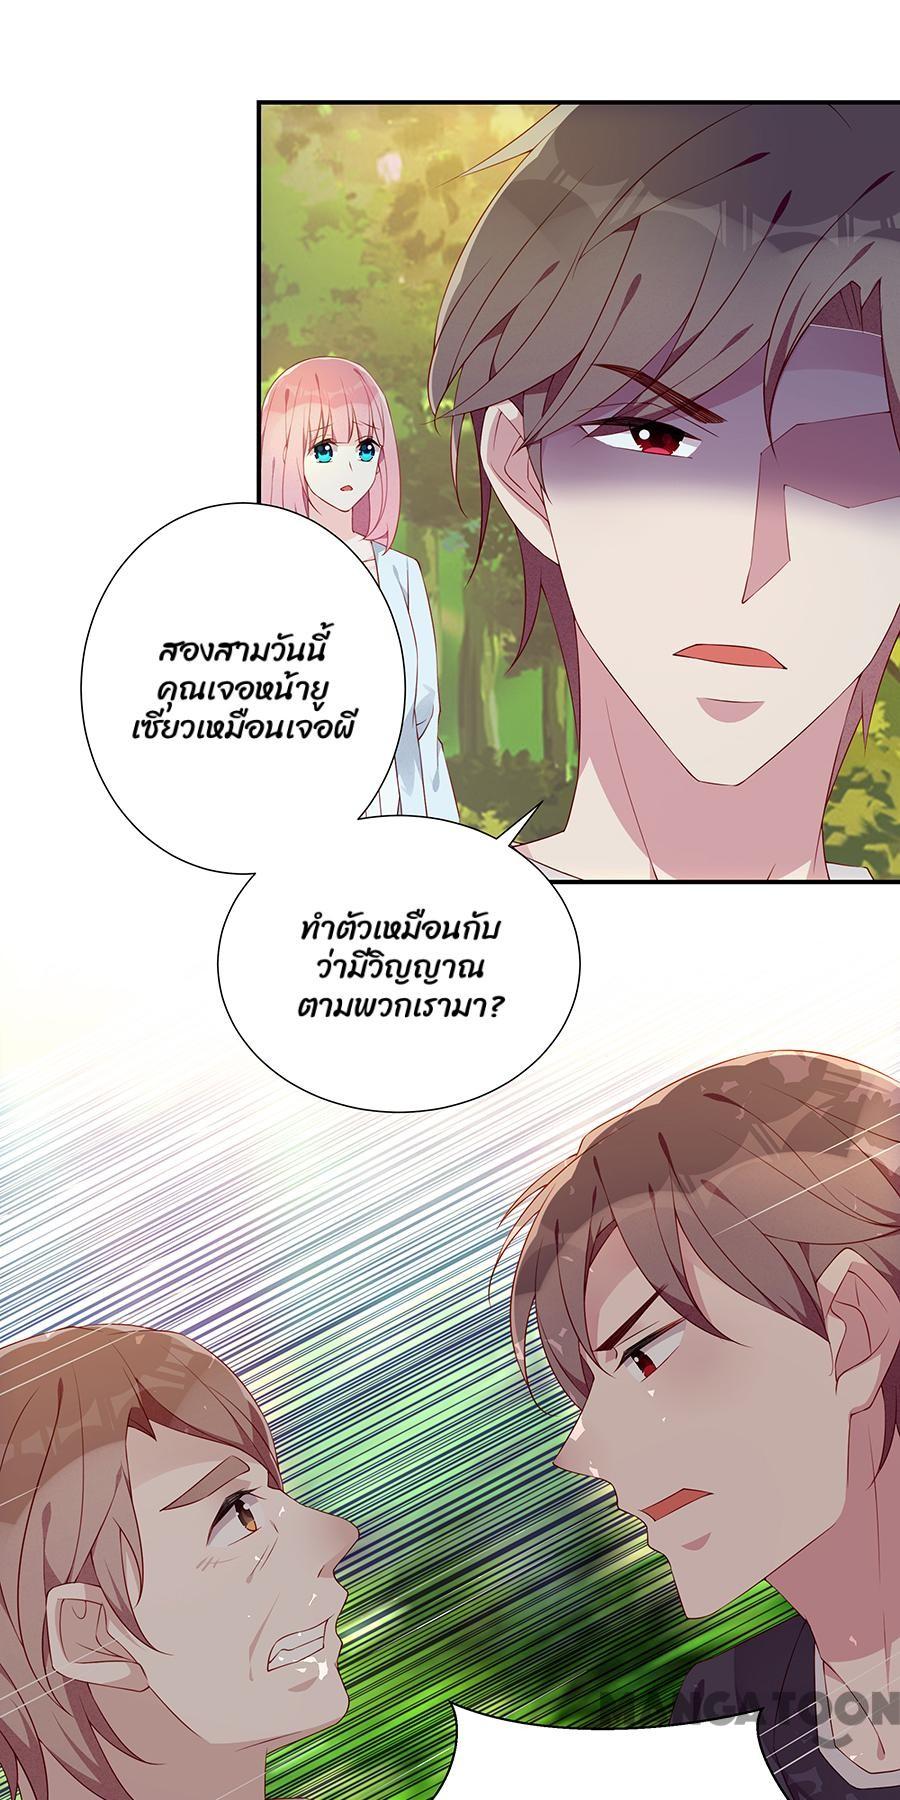 สองสามวันนี้
คุณเจอหน้ายู
เซี่ยวเหมือนเจอผี
ทำตัวเหมือนกับ
ว่ามีวิญญาณ
ตามพวกเรามา?
MANGATOON